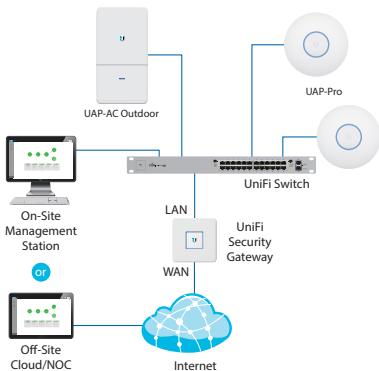 UAP-AC Outdoor
UAP-Pro
UniFi Switch
On-Site
Management
Station
LAN
UniFi
Security
Gateway
WAN
or
Off-Site
Cloud/NOC
Internet